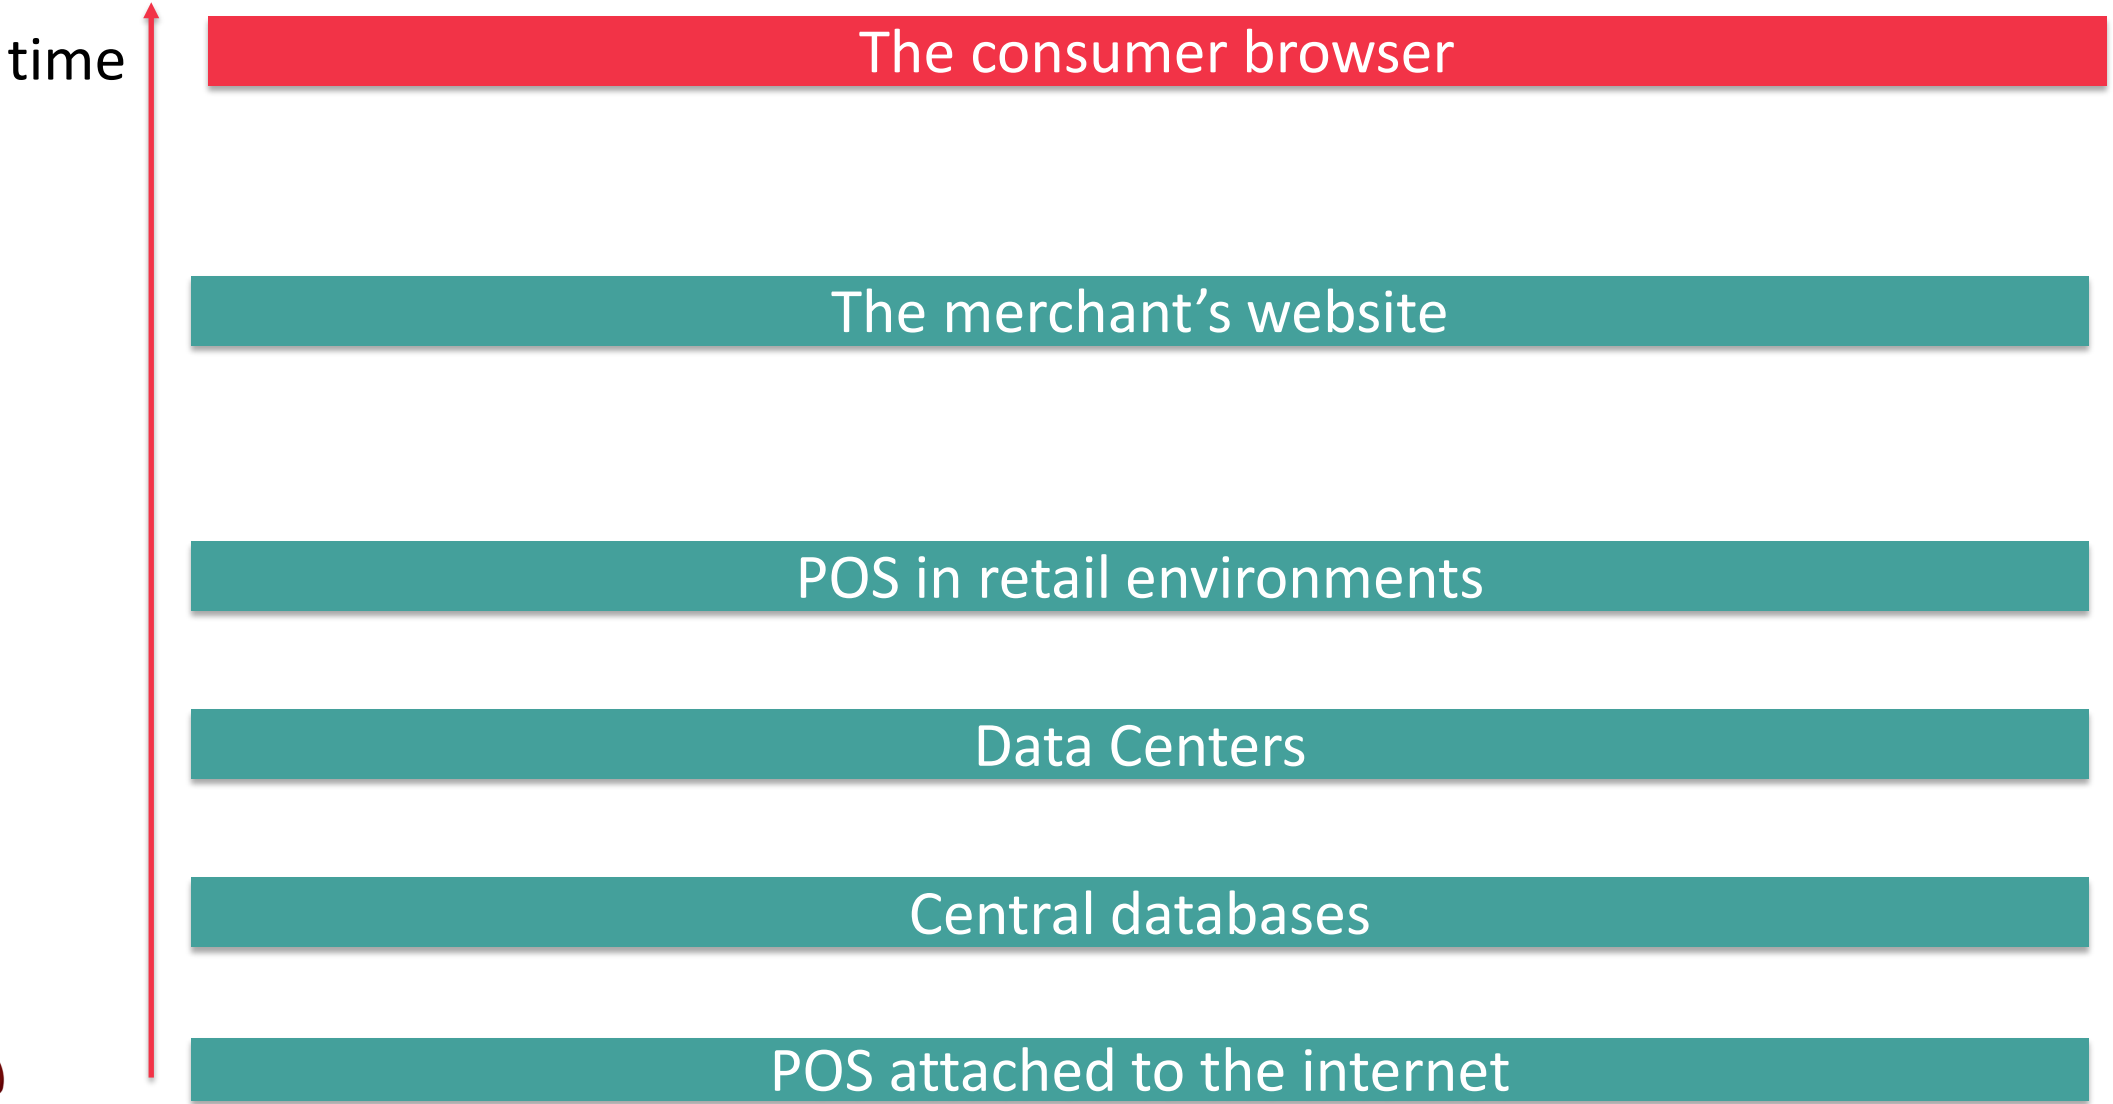 time
The consumer browser
The merchant’s website
POS in retail environments
Data Centers
Central databases
POS attached to the internet